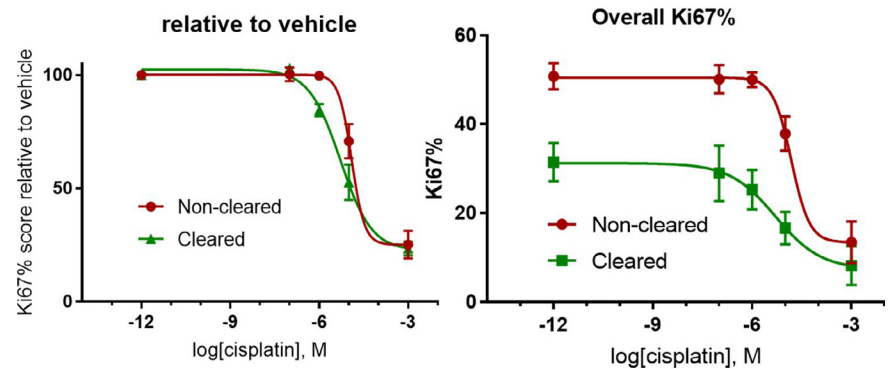 relative to vehicle
Ki67% score relative to vehicle
100
50
0
Non-cleared
Cleared
-12
-9
-6
-3
log[cisplatin], M
Overall Ki67%
Ki67%
60
40
20
0
Non-cleared
Cleared
-12
-9
-6
-3
log[cisplatin], M